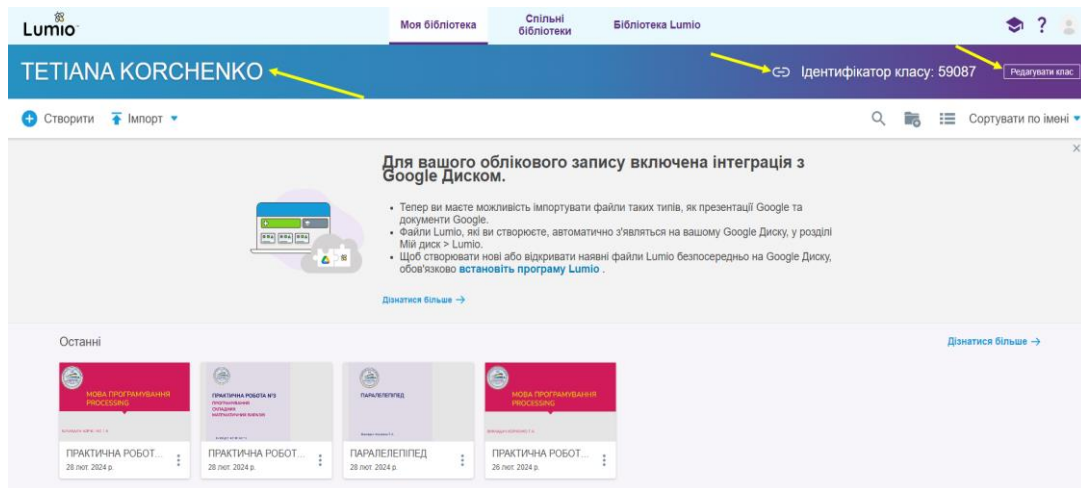 Lumio
Моя бібліотека
Спільні
бібліотеки
Бібліотека Lumio
?
TETIANA KORCHENKO
Ідентифікатор класу: 59087
Редагувати клас
Створити
Імпорт
Сортувати по імені
Для вашого облікового запису включена інтеграція з
Google Диском.
Тепер ви маєте можливість імпортувати файли таких типів, як презентації Google та
документи Google.
Файли Lumio, які ви створюєте, автоматично з'являться на вашому Google Диску, у розділі
Мій диск > Lumio.
Щоб створювати нові або відкривати наявні файли Lumio безпосередньо на Google Диску,
обов'язково встановіть програму Lumio .
Дізнатися більше →
Останні
Дізнатися більше →
МОВА ПРОГРАМУВАННЯ
PROCESSING
ПРАКТИЧНА РОБОТ...
28 лют. 2024 р.
ПРАКТИЧНА РОБОТА №3
ПРОГРАМУВАННЯ
СКЛАДНИХ
МАТЕМАТИЧНИХ ВИРАЗІВ
ПРАКТИЧНА РОБОТ...
28 лют. 2024 р.
ПАРАЛЕЛЕПІПЕД
ПАРАЛЕЛЕПІПЕД
28 лют. 2024 р.
МОВА ПРОГРАМУВАННЯ
PROCESSING
ПРАКТИЧНА РОБОТ...
26 лют. 2024 р.